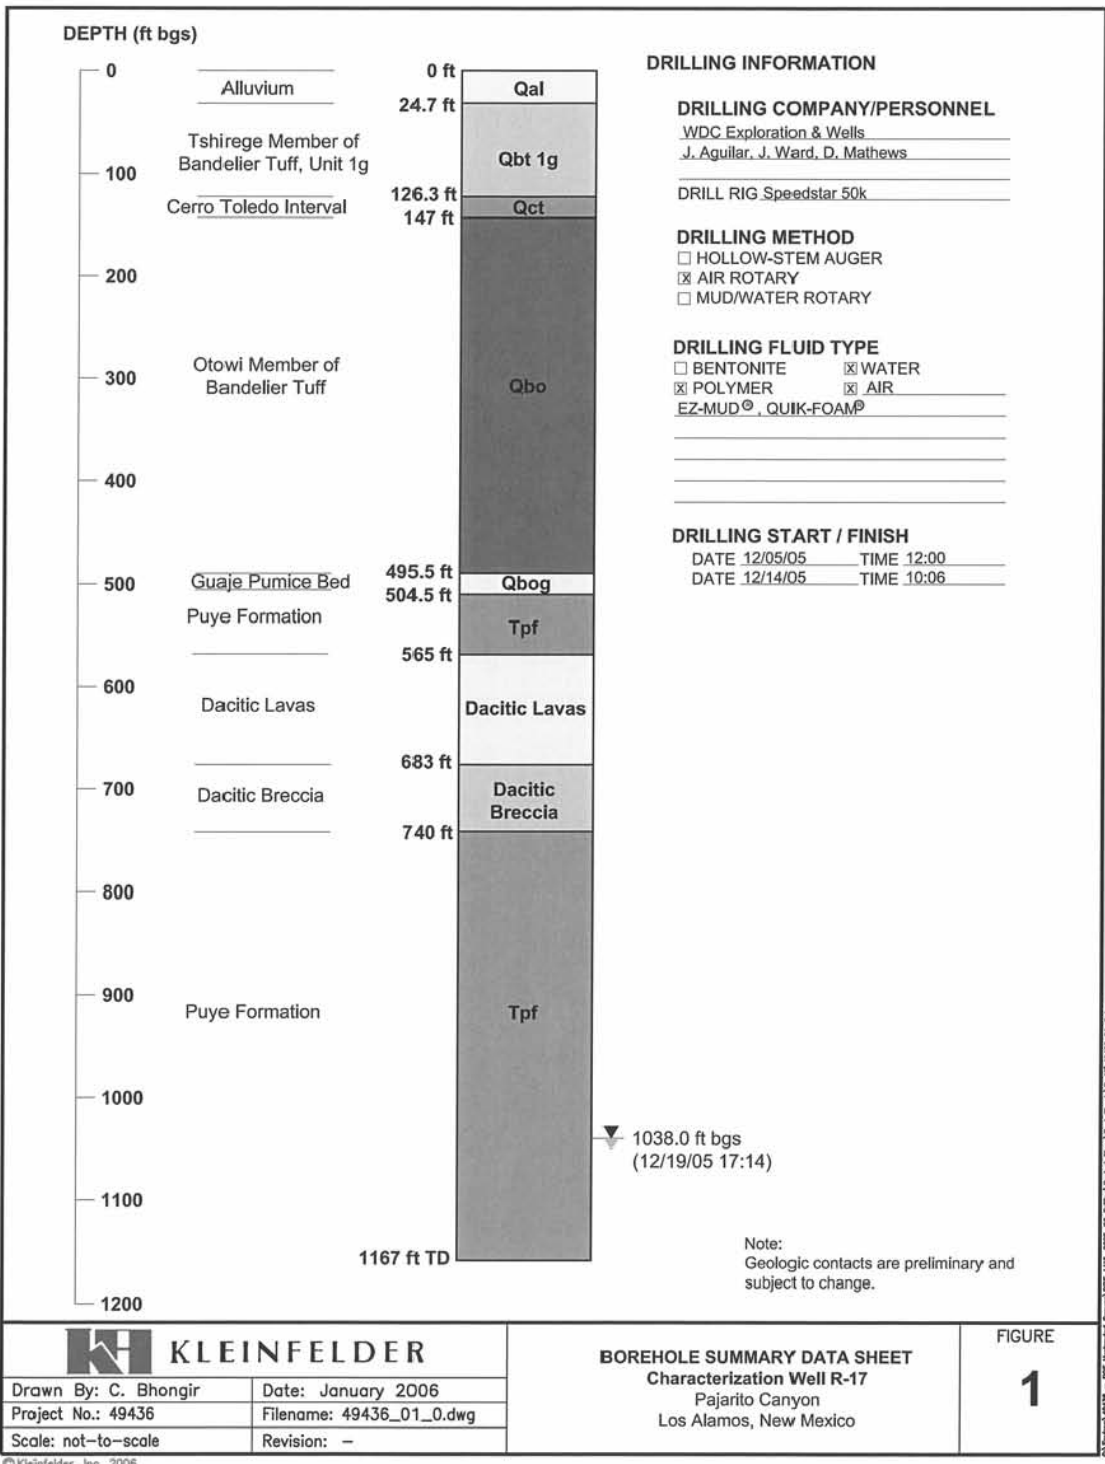 DEPTH (ft bgs)
0
100
200
300
400
500
600
700
800
900
1000
1100
1200
Alluvium
Tshirege Member of
Bandelier Tuff, Unit 1g
Cerro Toledo Interval
Otowi Member of
Bandelier Tuff
Guaje Pumice Bed
Puye Formation
Dacitic Lavas
Dacitic Breccia
Puye Formation
0 ft
24.7 ft
126.3 ft
147 ft
495.5 ft
504.5 ft
565 ft
683 ft
740 ft
1167 ft TD
Qal
Qbt 1g
Qct
Qbo
Qbog
Tpf
Dacitic Lavas
Dacitic
Breccia
Tpf
1038.0 ft bgs
(12/19/05 17:14)
DRILLING INFORMATION
DRILLING COMPANY/PERSONNEL
WDC Exploration & Wells
J. Aguilar, J. Ward, D. Mathews
DRILL RIG Speedstar 50k
DRILLING METHOD
☐ HOLLOW-STEM AUGER
☒ AIR ROTARY
☐ MUD/WATER ROTARY
DRILLING FLUID TYPE
☐ BENTONITE ☒ WATER
☒ POLYMER ☒ AIR
EZ-MUD®, QUIK-FOAM®
DRILLING START / FINISH
DATE 12/05/05 TIME 12:00
DATE 12/14/05 TIME 10:06
Note:
Geologic contacts are preliminary and
subject to change.
KLEINFELDER
Drawn By: C. Bhongir Date: January 2006
Project No.: 49436 Filename: 49436_01_0.dwg
Scale: not-to-scale Revision: -
BOREHOLE SUMMARY DATA SHEET
Characterization Well R-17
Pajarito Canyon
Los Alamos, New Mexico
FIGURE
1
© Kleinfelder, Inc. 2006